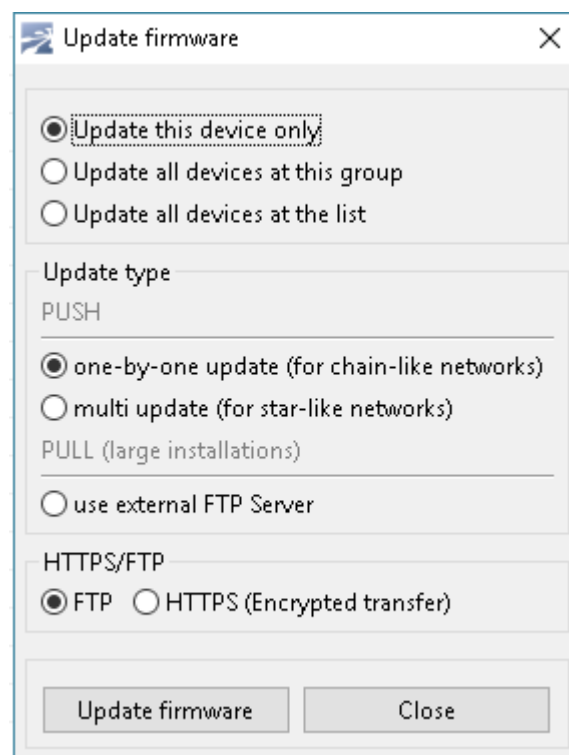 Update firmware
Update this device only
Update all devices at this group
Update all devices at the list
Update type
PUSH
one-by-one update (for chain-like networks)
multi update (for star-like networks)
PULL (large installations)
use external FTP Server
HTTPS/FTP
FTP HTTPS (Encrypted transfer)
Update firmware Close